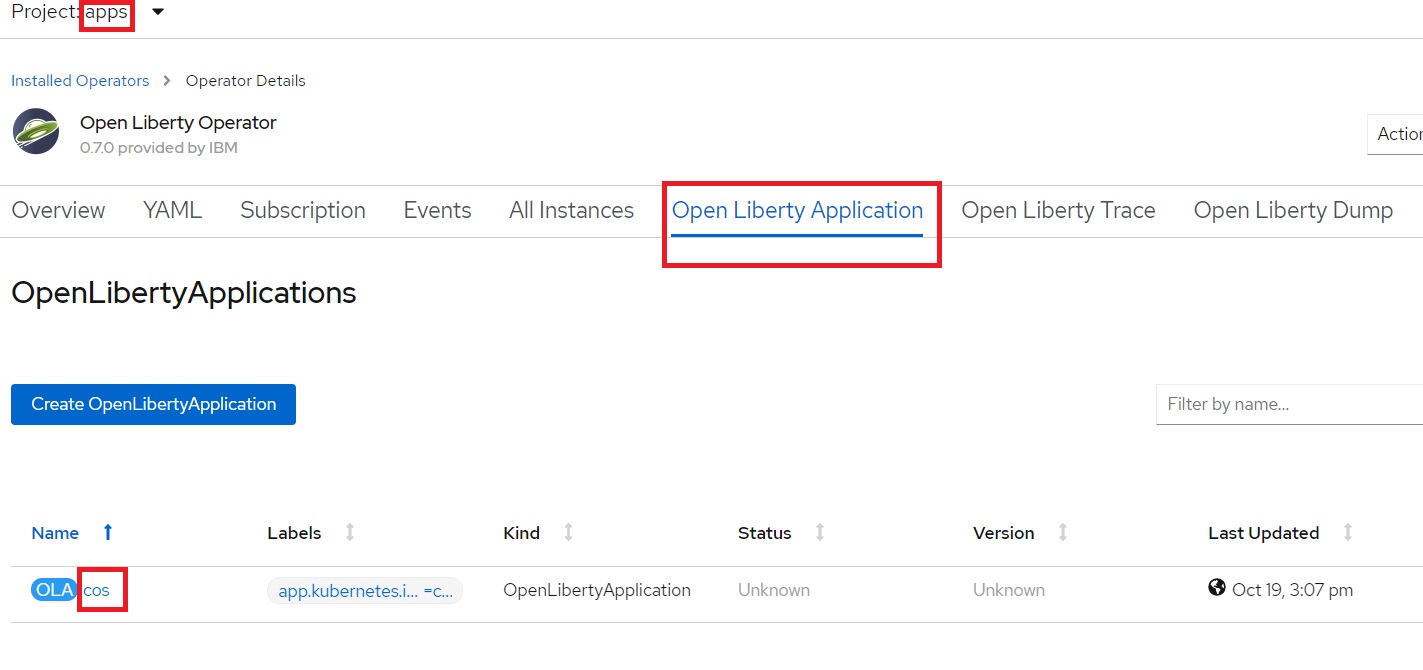 Project: apps
Installed Operators > Operator Details
Open Liberty Operator
0.7.0 provided by IBM
Action
Overview YAML Subscription Events All Instances Open Liberty Application Open Liberty Trace Open Liberty Dump
OpenLibertyApplications
Create OpenLibertyApplication
Filter by name...
Name Labels Kind Status Version Last Updated
OLA cos app.kubernetes.i... =c... OpenLibertyApplication Unknown Unknown Oct 19, 3:07 pm